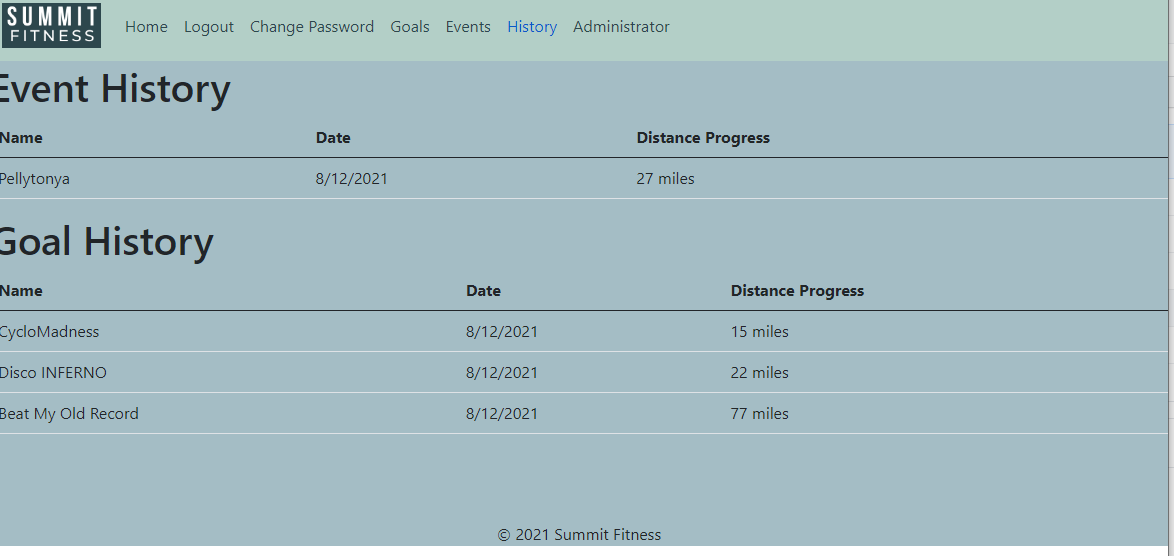 SUMMIT
FITNESS
Home Logout Change Password Goals Events History Administrator
Event History
Name Date Distance Progress
Pellytonya 8/12/2021 27 miles
Goal History
Name Date Distance Progress
CycloMadness 8/12/2021 15 miles
Disco INFERNO 8/12/2021 22 miles
Beat My Old Record 8/12/2021 77 miles
© 2021 Summit Fitness